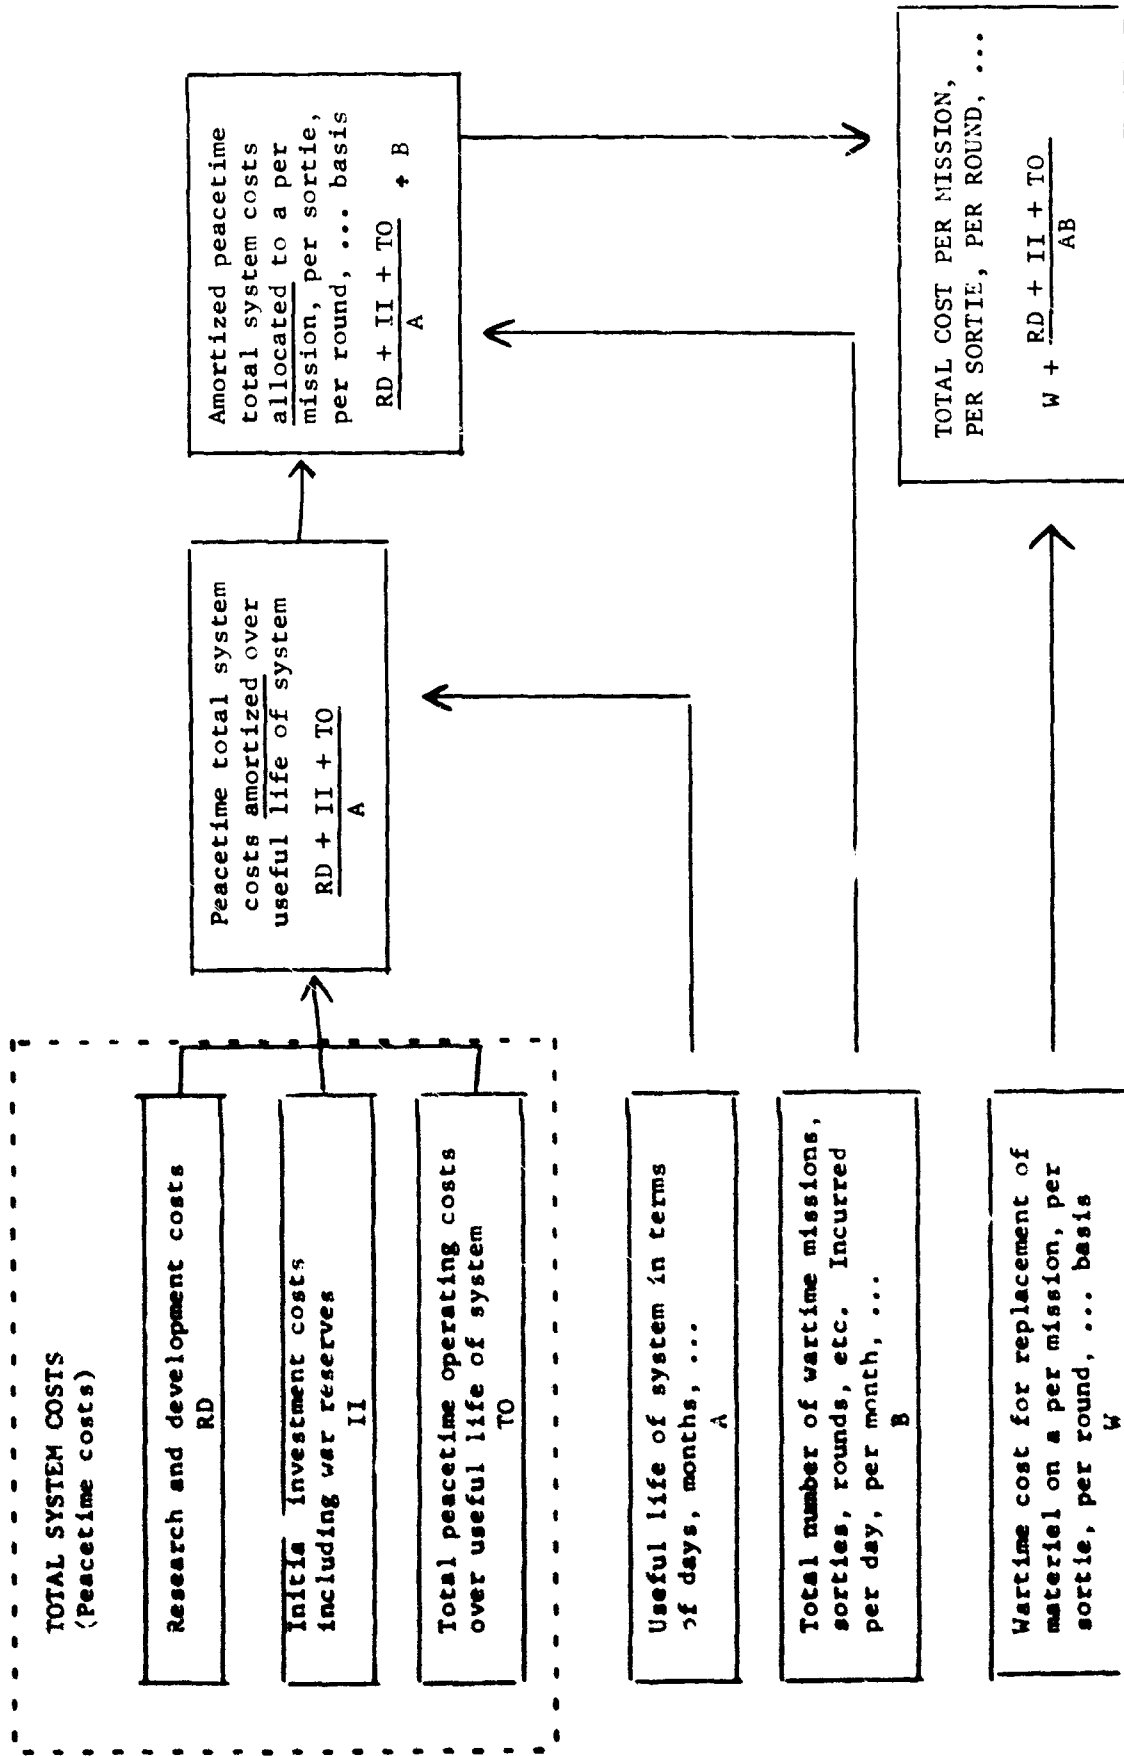 TOTAL SYSTEM COSTS
(Peacetime costs)
Research and development costs
RD
Initia investment costs
including war reserves
II
Total peacetime operating costs
over useful life of system
TO
Useful life of system in terms
of days, months, ...
A
Total number of wartime missions,
sorties, rounds, etc. Incurred
per day, per month, ...
B
Wartime cost for replacement of
materiel on a per mission, per
sortie, per round, ... basis
W
Peacetime total system
costs amortized over
useful life of system
RD + II + TO
A
Amortized peacetime
total system costs
allocated to a per
mission, per sortie,
per round, ... basis
RD + II + TO ÷ B
A
TOTAL COST PER MISSION,
PER SORTIE, PER ROUND, ...
W + RD + II + TO
AB